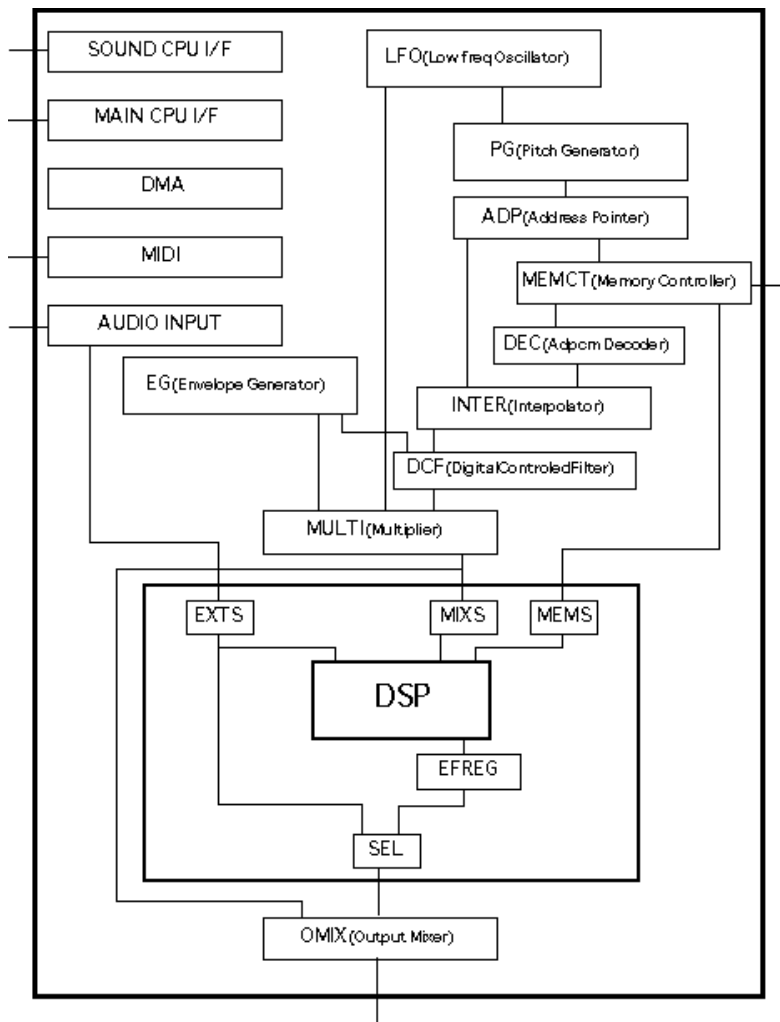 SOUND CPU I/F
LFO(Low freq Oscillator)
MAIN CPU I/F
PG(Pitch Generator)
DMA
ADP(Address Pointer)
MIDI
MEMCT(Memory Controller)
AUDIO INPUT
DEC(Adpcm Decoder)
EG(Envelope Generator)
INTER(Interpolator)
DCF(DigitalControledFilter)
MULTI(Multiplier)
EXTS
MIXS
MEMS
DSP
EFREG
SEL
OMIX(Output Mixer)